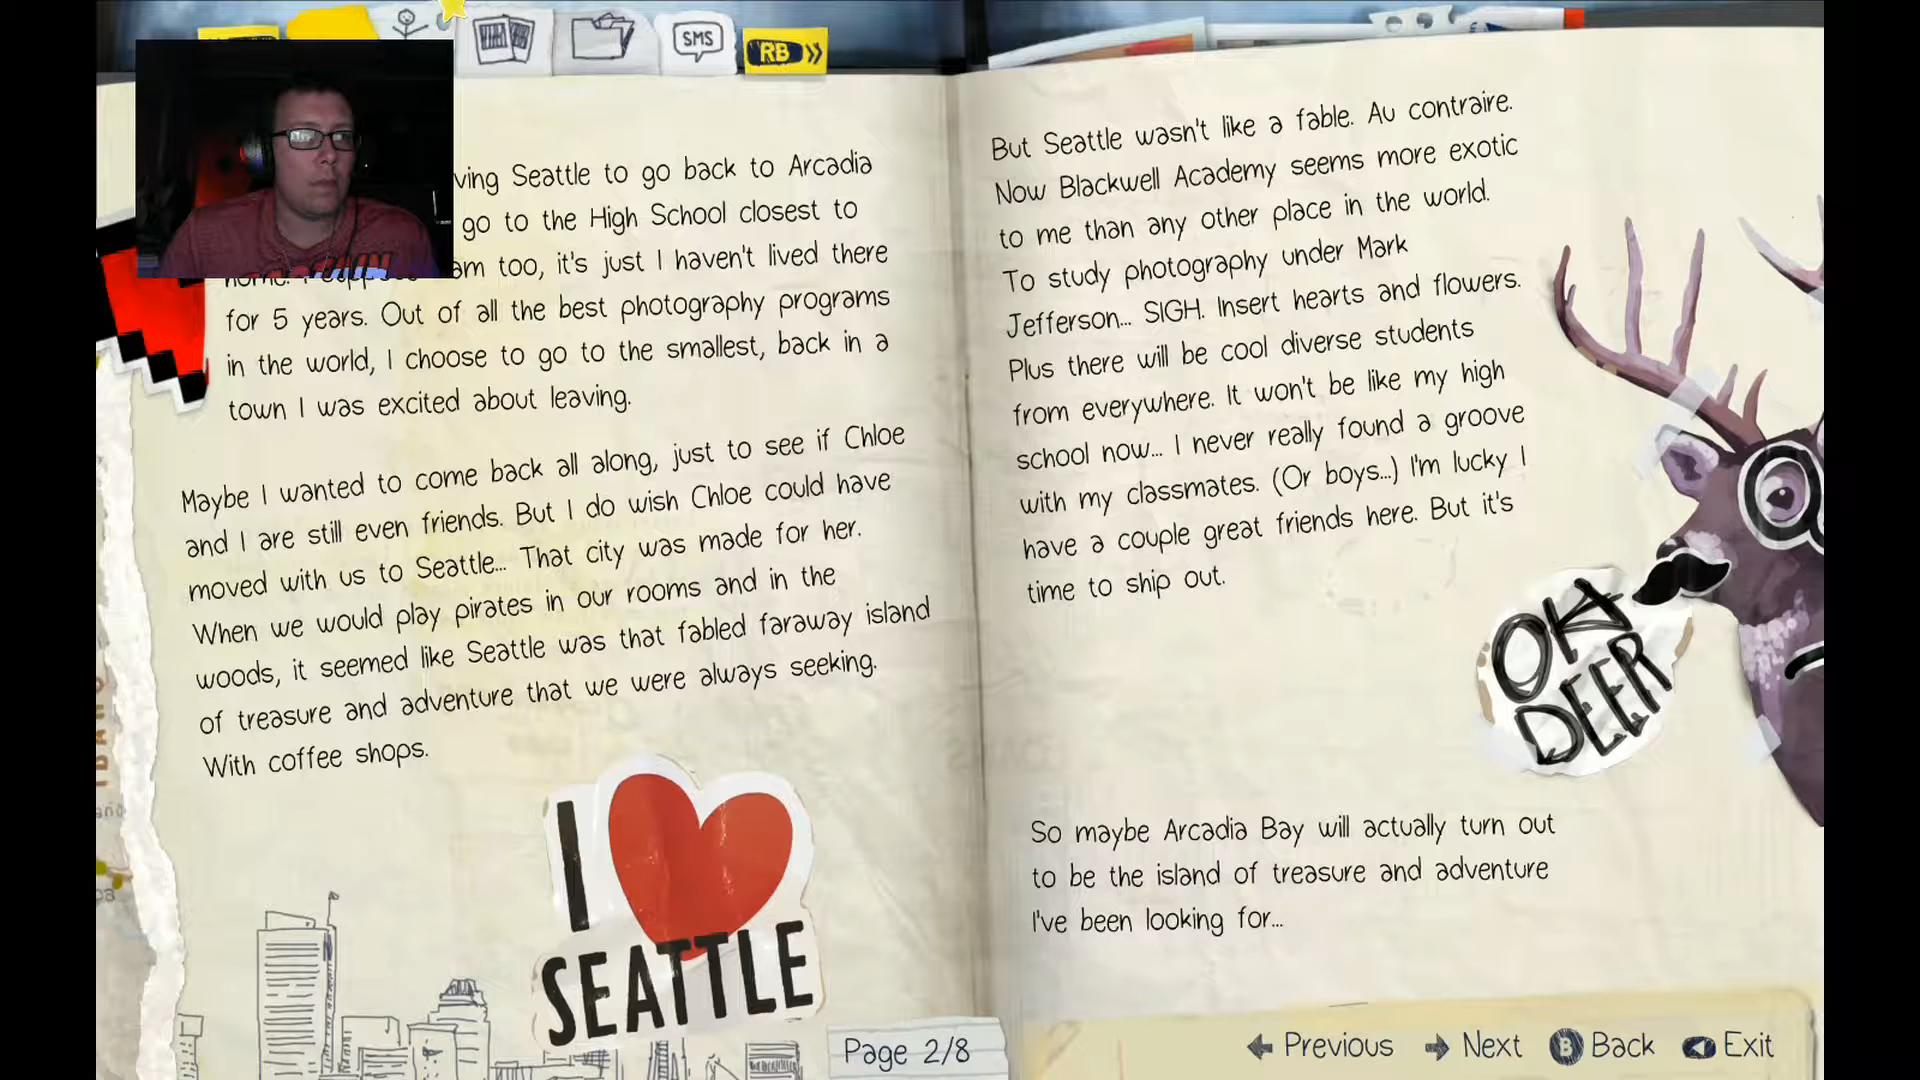 SMS
RB
ving Seattle to go back to Arcadia
go to the High School closest to
am too, it's just I haven't lived there
for 5 years. Out of all the best photography programs
in the world, I choose to go to the smallest, back in a
town I was excited about leaving.
Maybe I wanted to come back all along, just to see if Chloe
and I are still even friends. But I do wish Chloe could have
moved with us to Seattle... That city was made for her.
When we would play pirates in our rooms and in the
woods, it seemed like Seattle was that fabled faraway island
of treasure and adventure that we were always seeking.
With coffee shops.
I
SEATTLE
Page 2/8
But Seattle wasn't like a fable. Au contraire.
Now Blackwell Academy seems more exotic
to me than any other place in the world.
To study photography under Mark
Jefferson... SIGH. Insert hearts and flowers.
Plus there will be cool diverse students
from everywhere. It won't be like my high
school now... I never really found a groove
with my classmates. (Or boys...) I'm lucky I
have a couple great friends here. But it's
time to ship out.
OH
DEER
So maybe Arcadia Bay will actually turn out
to be the island of treasure and adventure
I've been looking for...
Previous
Next
B
Back
Exit